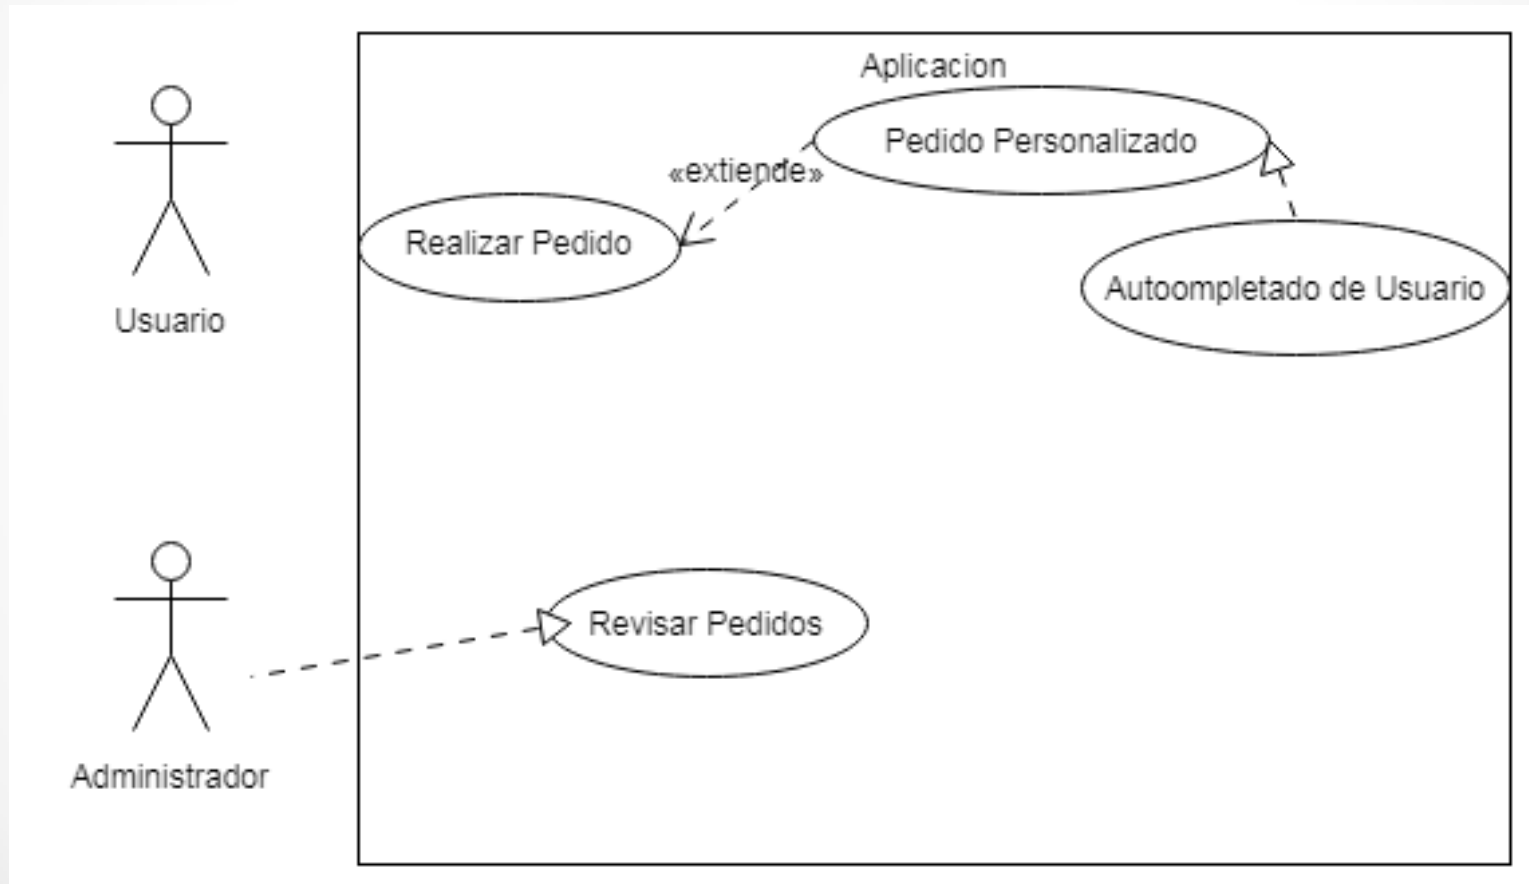 Aplicacion
Pedido Personalizado
«extiende»
Realizar Pedido
Autoompletado de Usuario
Usuario
Revisar Pedidos
Administrador